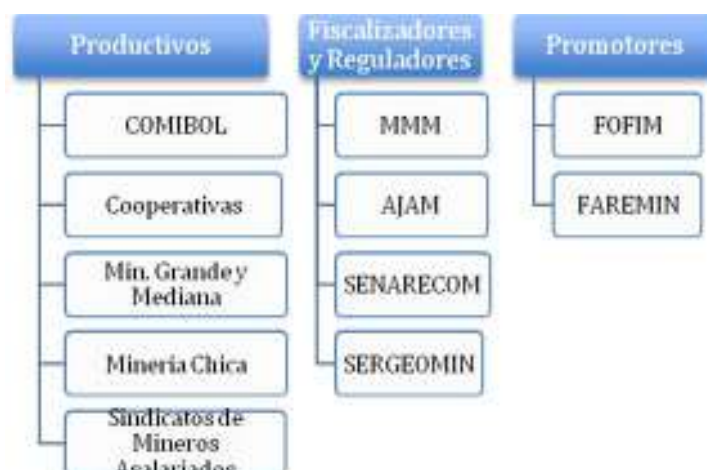 Productivos
COMIBOL
Cooperativas
Min. Grande y
Mediana
Minería Chica
Sindicatos de
Mineros
Asalariados
Fiscalizadores
y Reguladores
MMM
AJAM
SENARECOM
SERGEOMIN
Promotores
FOFIM
FAREMIN